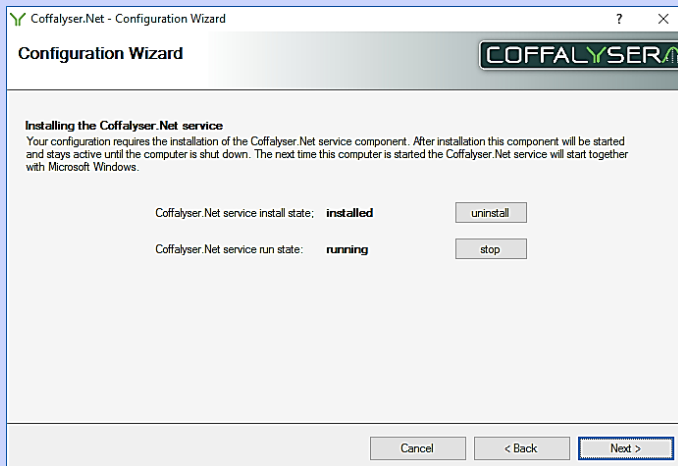 Coffalyser.Net - Configuration Wizard
?
Configuration Wizard
COFFALYSER
Installing the Coffalyser.Net service
Your configuration requires the installation of the Coffalyser.Net service component. After installation this component will be started
and stays active until the computer is shut down. The next time this computer is started the Coffalyser.Net service will start together
with Microsoft Windows.
Coffalyser.Net service install state; installed uninstall
Coffalyser.Net service run state: running stop
Cancel < Back Next >